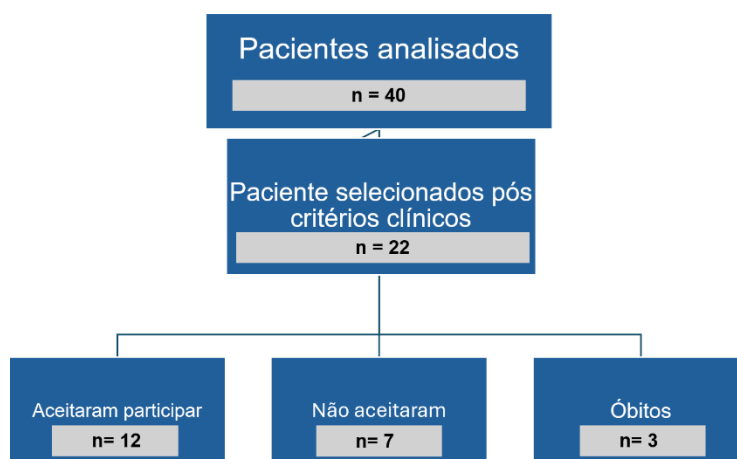 Pacientes analisados
n = 40
Paciente selecionados pós
critérios clínicos
n = 22
Aceitaram participar
n= 12
Não aceitaram
n= 7
Óbitos
n= 3